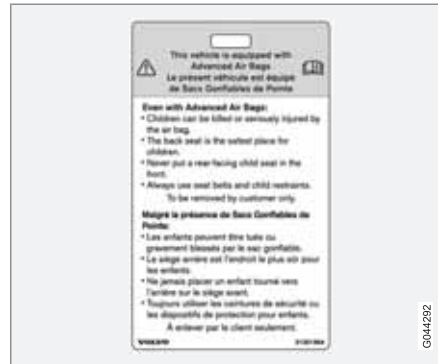 This vehicle is equipped with
Advanced Air Bags
Le présent véhicule est équipé
de Sacs Gonflables de Pointe
Even with Advanced Air Bags:
• Children can be killed or seriously injured by
the air bag.
• The back seat is the safest place for
children.
• Never put a rear-facing child seat in the
front.
• Always use seat belts and child restraints.
To be removed by customer only.
Malgré la présence de Sacs Gonflables de
Pointe:
• Les enfants peuvent être tués ou
gravement blessés par le sac gonflable.
• Le siège arrière est l'endroit le plus sûr pour
les enfants.
• Ne jamais placer un enfant tourné vers
l'arrière sur le siège avant.
• Toujours utiliser les ceintures de sécurité ou
les dispositifs de protection pour enfants.
À enlever par le client seulement.
VOLVO
G044292